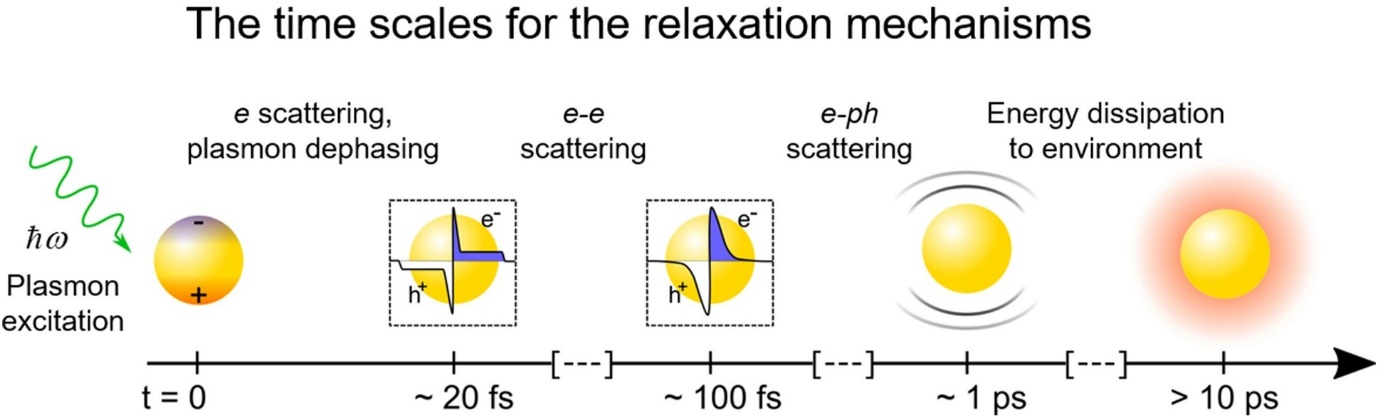 The time scales for the relaxation mechanisms
e scattering,
plasmon dephasing
e-e
scattering
e-ph
scattering
Energy dissipation
to environment
ħω
Plasmon
excitation
-
+
e⁻
h⁺
e⁻
h⁺
t = 0
~ 20 fs
~ 100 fs
~ 1 ps
> 10 ps